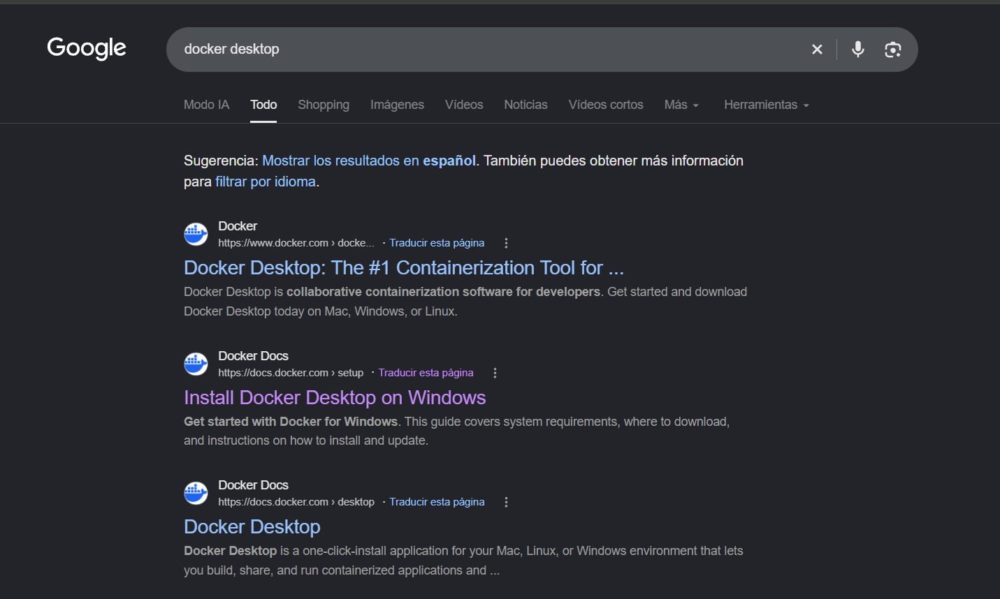 Google
docker desktop
Modo IA Todo Shopping Imágenes Vídeos Noticias Vídeos cortos Más Herramientas
Sugerencia: Mostrar los resultados en español. También puedes obtener más información
para filtrar por idioma.
Docker
https://www.docker.com › docke... · Traducir esta página
Docker Desktop: The #1 Containerization Tool for ...
Docker Desktop is collaborative containerization software for developers. Get started and download
Docker Desktop today on Mac, Windows, or Linux.
Docker Docs
https://docs.docker.com › setup · Traducir esta página
Install Docker Desktop on Windows
Get started with Docker for Windows. This guide covers system requirements, where to download,
and instructions on how to install and update.
Docker Docs
https://docs.docker.com › desktop · Traducir esta página
Docker Desktop
Docker Desktop is a one-click-install application for your Mac, Linux, or Windows environment that lets
you build, share, and run containerized applications and ...